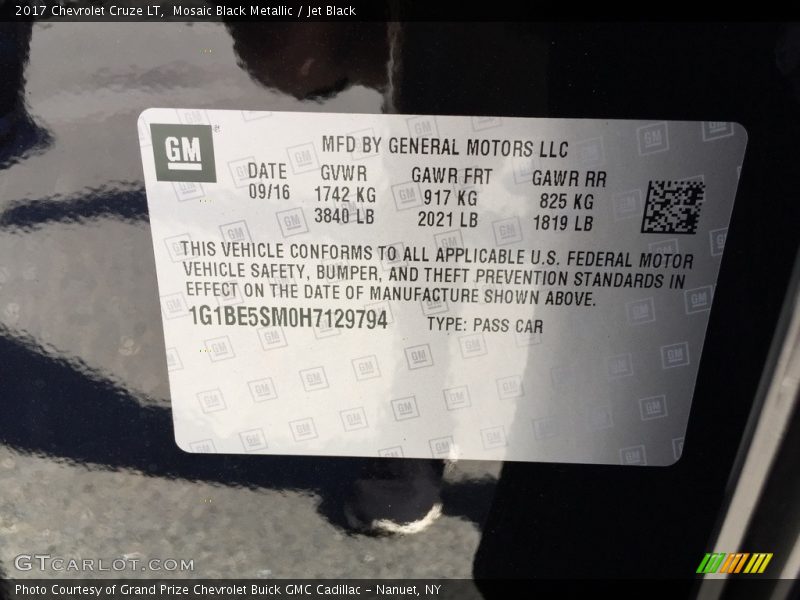 2017 Chevrolet Cruze LT, Mosaic Black Metallic / Jet Black
GM
MFD BY GENERAL MOTORS LLC
DATE GVWR GAWR FRT GAWR RR
09/16 1742 KG 917 KG 825 KG
3840 LB 2021 LB 1819 LB
THIS VEHICLE CONFORMS TO ALL APPLICABLE U.S. FEDERAL MOTOR
VEHICLE SAFETY, BUMPER, AND THEFT PREVENTION STANDARDS IN
EFFECT ON THE DATE OF MANUFACTURE SHOWN ABOVE.
1G1BE5SM0H7129794 TYPE: PASS CAR
GTCARLOT.COM
Photo Courtesy of Grand Prize Chevrolet Buick GMC Cadillac - Nanuet, NY